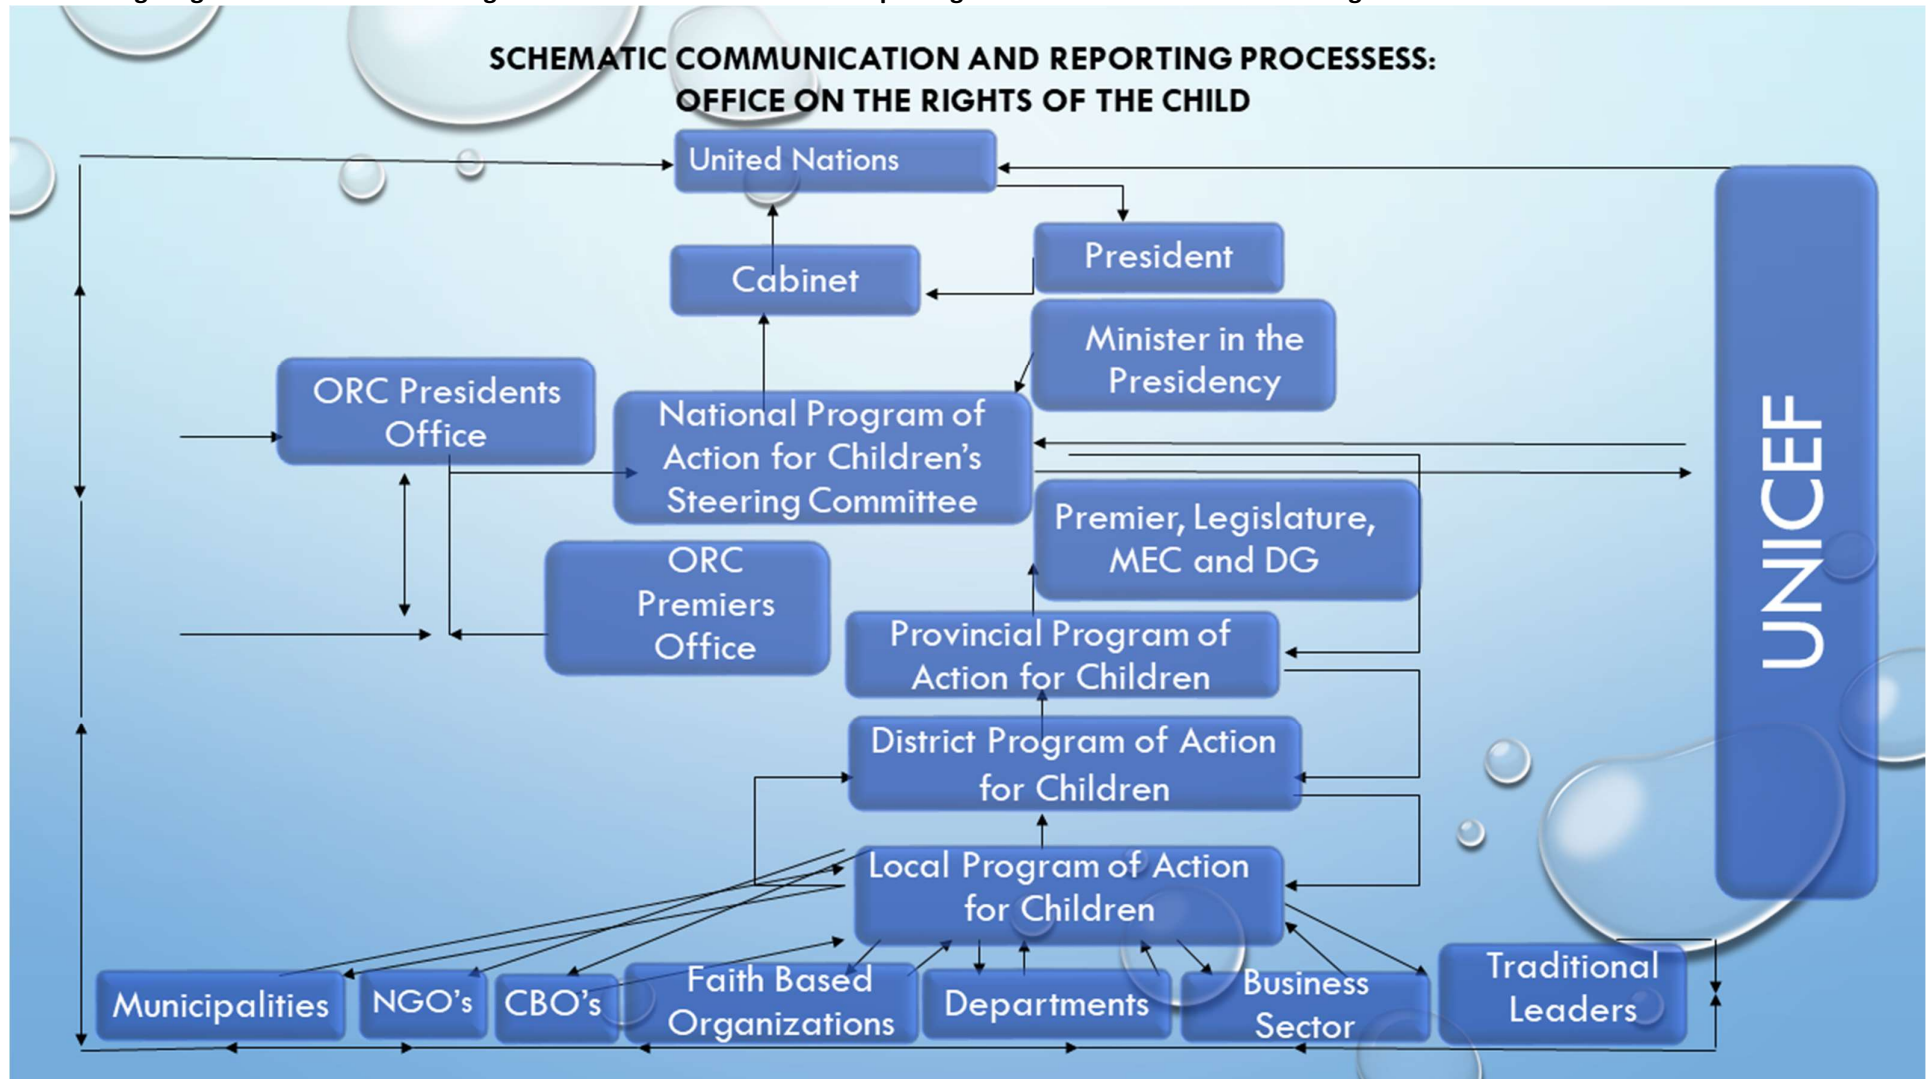 SCHEMATIC COMMUNICATION AND REPORTING PROCESSESS:
OFFICE ON THE RIGHTS OF THE CHILD
United Nations
President
Cabinet
Minister in the
Presidency
ORC Presidents
Office
National Program of
Action for Children's
Steering Committee
Premier, Legislature,
MEC and DG
ORC
Premiers
Office
Provincial Program of
Action for Children
District Program of Action
for Children
Local Program of Action
for Children
Municipalities
NGO's
CBO's
Faith Based
Organizations
Departments
Business
Sector
Traditional
Leaders
UNICEF